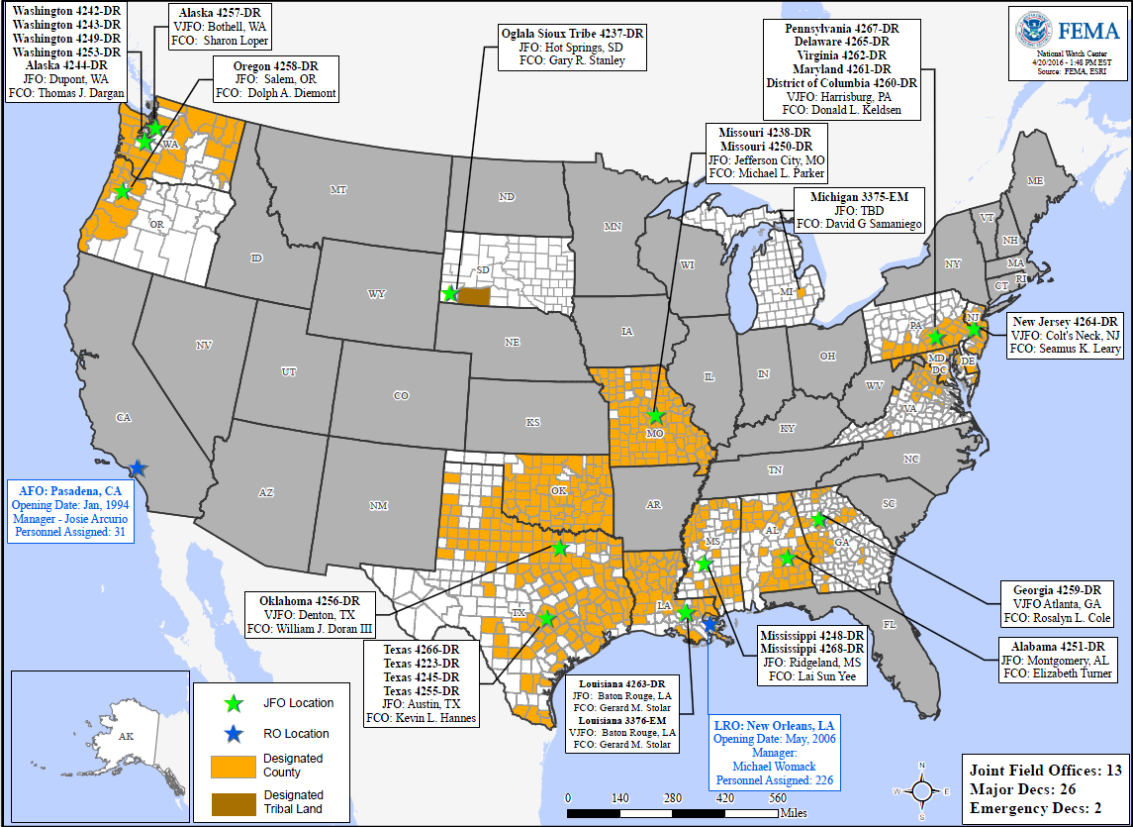 Washington 4242-DR
Washington 4243-DR
Washington 4249-DR
Washington 4253-DR
Alaska 4244-DR
JFO: Dupont, WA
FCO: Thomas J. Dargan
Alaska 4257-DR
VJFO: Bothell, WA
FCO: Sharon Loper
Oregon 4258-DR
JFO: Salem, OR
FCO: Dolph A. Diemont
Oglala Sioux Tribe 4237-DR
JFO: Hot Springs, SD
FCO: Gary R. Stanley
Pennsylvania 4267-DR
Delaware 4265-DR
Virginia 4262-DR
Maryland 4261-DR
District of Columbia 4260-DR
VJFO: Harrisburg, PA
FCO: Donald L. Keldsen
FEMA
National Watch Center
4/20/2016 - 1:48 PM EST
Source: FEMA, ESRI
Missouri 4238-DR
Missouri 4250-DR
JFO: Jefferson City, MO
FCO: Michael L. Parker
Michigan 3375-EM
JFO: TBD
FCO: David G Samaniego
New Jersey 4264-DR
VJFO: Colt's Neck, NJ
FCO: Seamus K. Leary
WA
OR
MT
ID
WY
ND
SD
NE
MN
WI
IA
MI
IL
IN
OH
NY
PA
NJ
VT
NH
ME
MA
RI
CT
MD
DE
DC
WV
VA
KY
NV
UT
CO
KS
MO
CA
AZ
NM
OK
AR
TN
NC
SC
TX
LA
MS
AL
GA
FL
AFO: Pasadena, CA
Opening Date: Jan, 1994
Manager - Josie Arcurio
Personnel Assigned: 31
Oklahoma 4256-DR
VJFO: Denton, TX
FCO: William J. Doran III
Texas 4266-DR
Texas 4223-DR
Texas 4245-DR
Texas 4255-DR
JFO: Austin, TX
FCO: Kevin L. Hannes
Louisiana 4263-DR
JFO: Baton Rouge, LA
FCO: Gerard M. Stolar
Louisiana 3376-EM
VJFO: Baton Rouge, LA
FCO: Gerard M. Stolar
LRO: New Orleans, LA
Opening Date: May, 2006
Manager:
Michael Womack
Personnel Assigned: 226
Mississippi 4248-DR
Mississippi 4268-DR
JFO: Ridgeland, MS
FCO: Lai Sun Yee
Georgia 4259-DR
VJFO Atlanta, GA
FCO: Rosalyn L. Cole
Alabama 4251-DR
JFO: Montgomery, AL
FCO: Elizabeth Turner
AK
JFO Location
RO Location
Designated
County
Designated
Tribal Land
0 140 280 420 560
Miles
N
W E
S
Joint Field Offices: 13
Major Decs: 26
Emergency Decs: 2